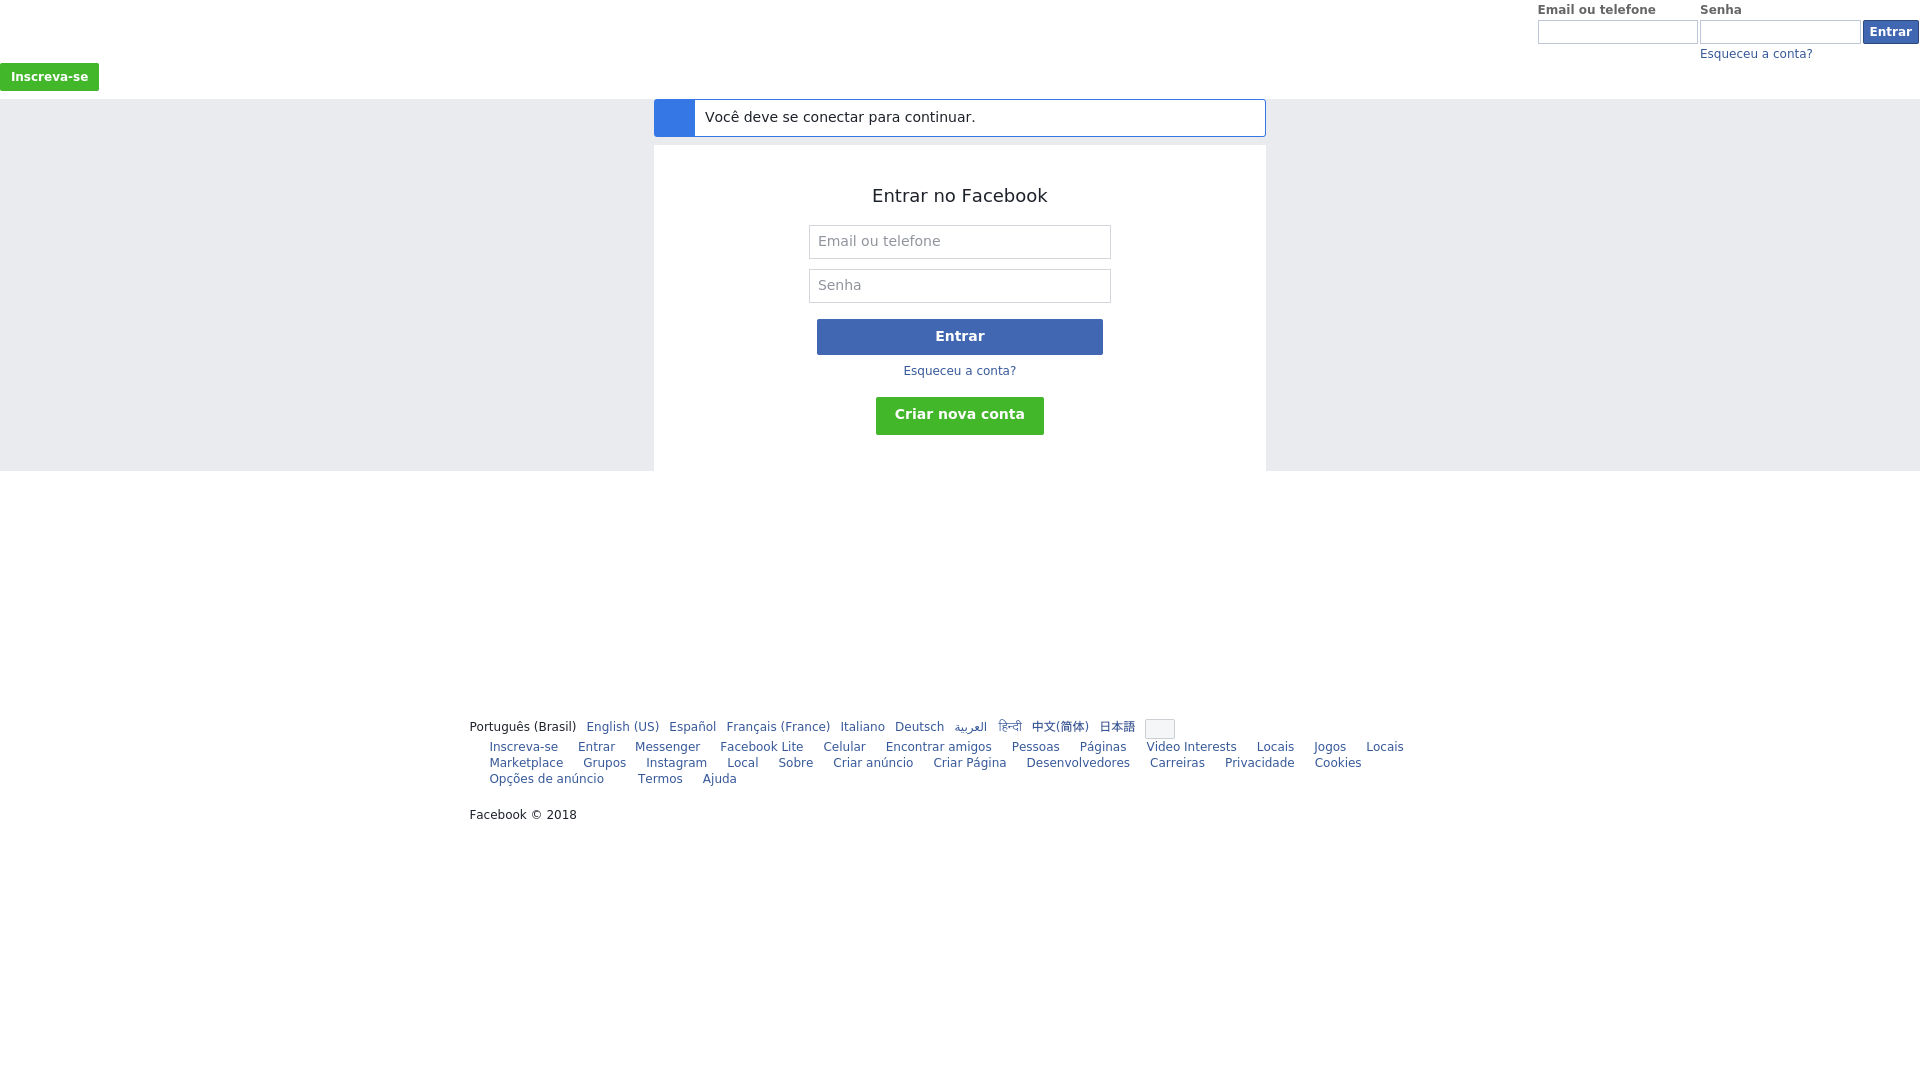 Email ou telefone Senha
Entrar
Esqueceu a conta?
Inscreva-se
Você deve se conectar para continuar.
Entrar no Facebook
Email ou telefone
Senha
Entrar
Esqueceu a conta?
Criar nova conta
Português (Brasil) English (US) Español Français (France) Italiano Deutsch العربية हिन्दी 中文(简体) 日本語
Inscreva-se Entrar Messenger Facebook Lite Celular Encontrar amigos Pessoas Páginas Video Interests Locais Jogos Locais
Marketplace Grupos Instagram Local Sobre Criar anúncio Criar Página Desenvolvedores Carreiras Privacidade Cookies
Opções de anúncio Termos Ajuda
Facebook © 2018